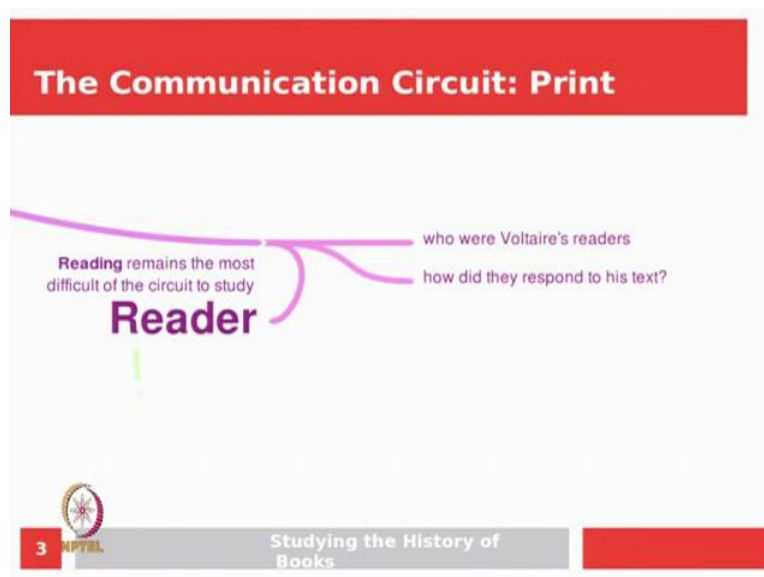 The Communication Circuit: Print
who were Voltaire's readers
Reading remains the most
difficult of the circuit to study
how did they respond to his text?
Reader
3
NPTEL
Studying the History of
Books